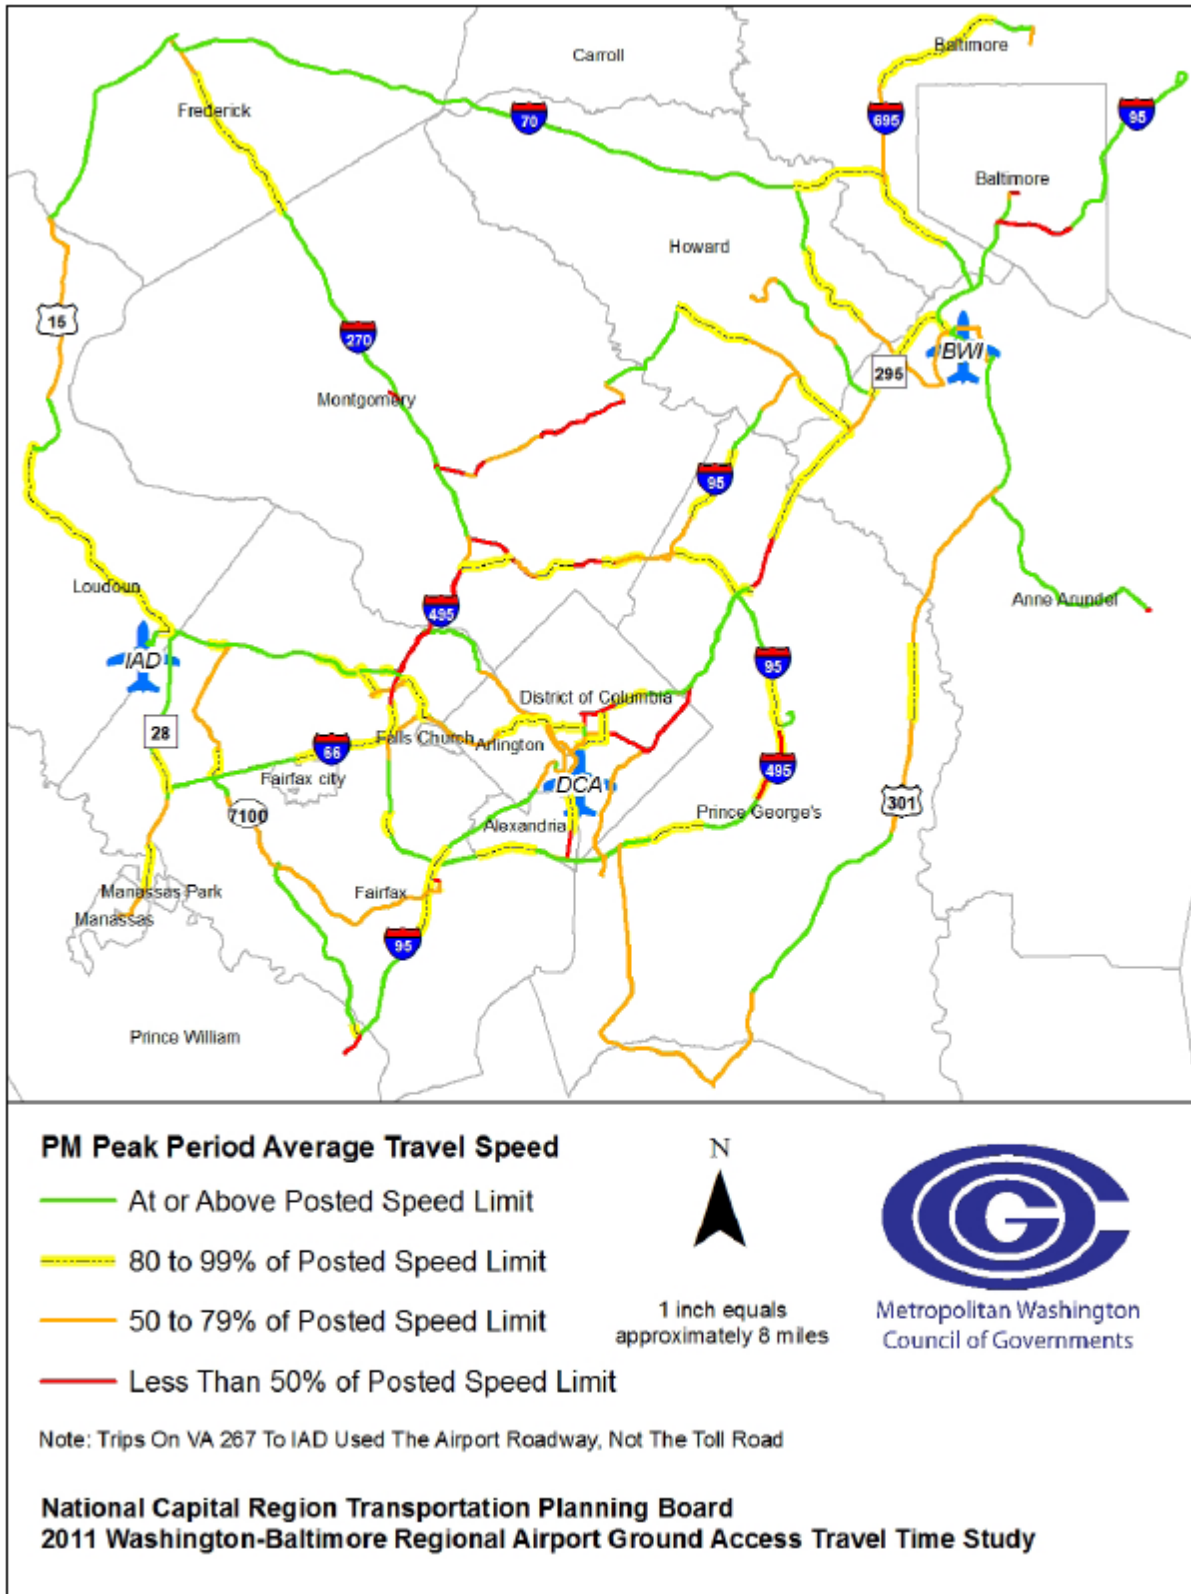 Carroll
Baltimore
Frederick
70
695
95
Baltimore
Howard
15
270
BWI
295
Montgomery
95
Loudoun
495
Anne Arundel
IAD
95
District of Columbia
28
66
Falls Church
Arlington
Fairfax city
DCA
495
7100
Alexandria
Prince George's
301
Manassas Park
Fairfax
Manassas
95
Prince William
PM Peak Period Average Travel Speed
At or Above Posted Speed Limit
80 to 99% of Posted Speed Limit
50 to 79% of Posted Speed Limit
Less Than 50% of Posted Speed Limit
N
1 inch equals
approximately 8 miles
COG
Metropolitan Washington
Council of Governments
Note: Trips On VA 267 To IAD Used The Airport Roadway, Not The Toll Road
National Capital Region Transportation Planning Board
2011 Washington-Baltimore Regional Airport Ground Access Travel Time Study